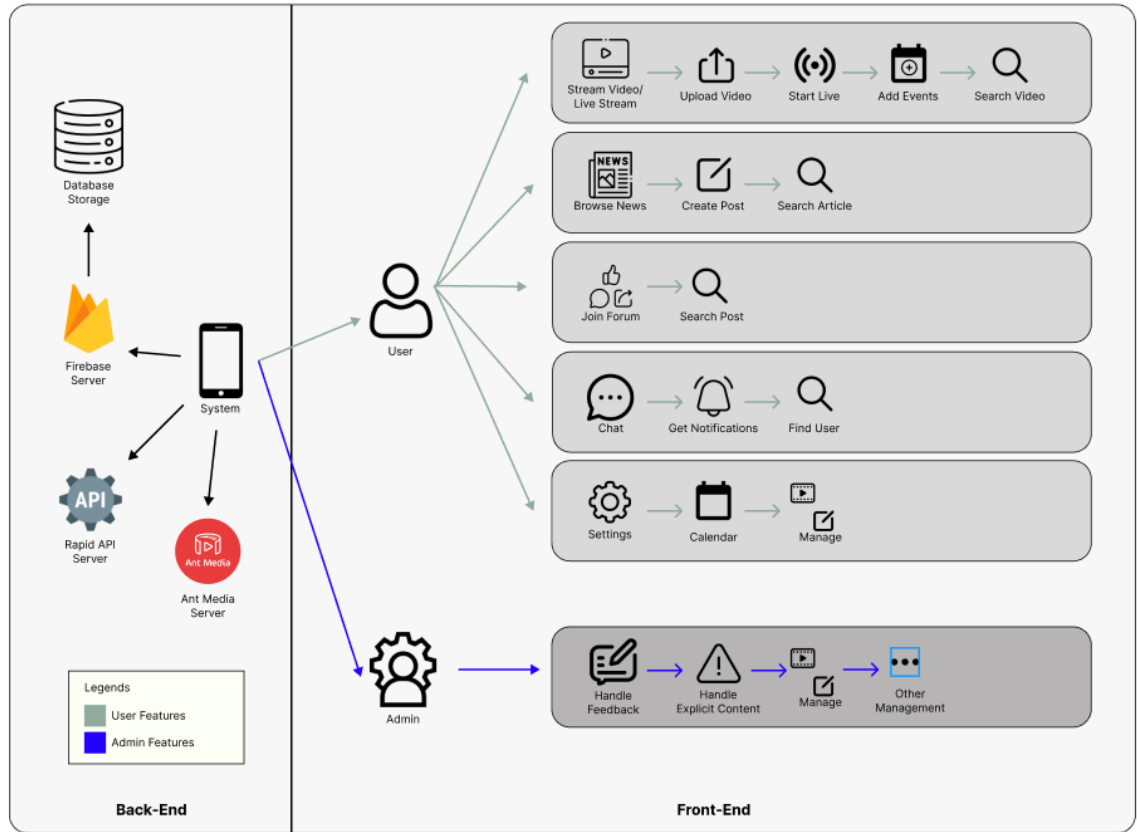 Database
Storage
Firebase
Server
System
API
Rapid API
Server
Ant Media
Ant Media
Server
Legends
User Features
Admin Features
Back-End
User
Admin
Stream Video/
Live Stream
Upload Video
Start Live
Add Events
Search Video
NEWS
Browse News
Create Post
Search Article
Join Forum
Search Post
Chat
Get Notifications
Find User
Settings
Calendar
Manage
Handle
Feedback
Handle
Explicit Content
Manage
Other
Management
Front-End